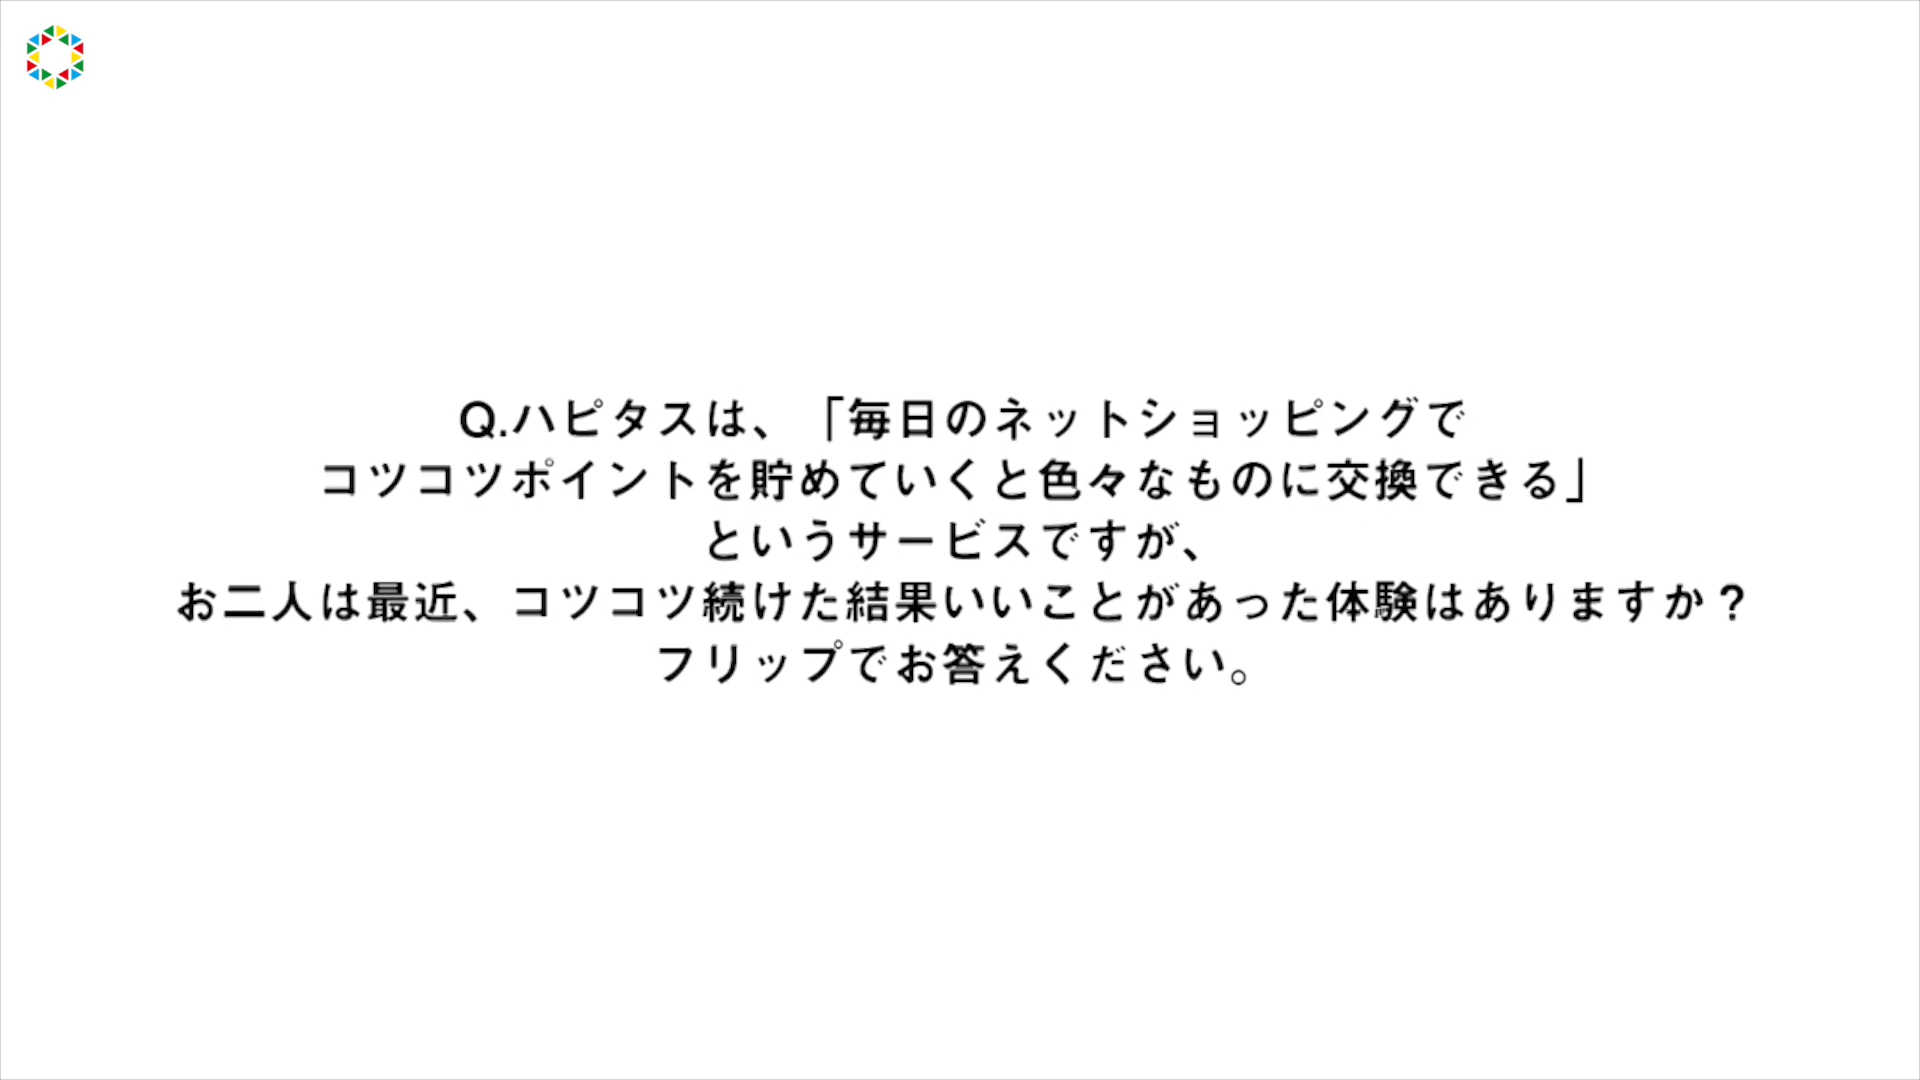 Q.ハピタスは、「毎日のネットショッピングで
コツコツポイントを貯めていくと色々なものに交換できる」
というサービスですが、
お二人は最近、コツコツ続けた結果いいことがあった体験はありますか？
フリップでお答えください。